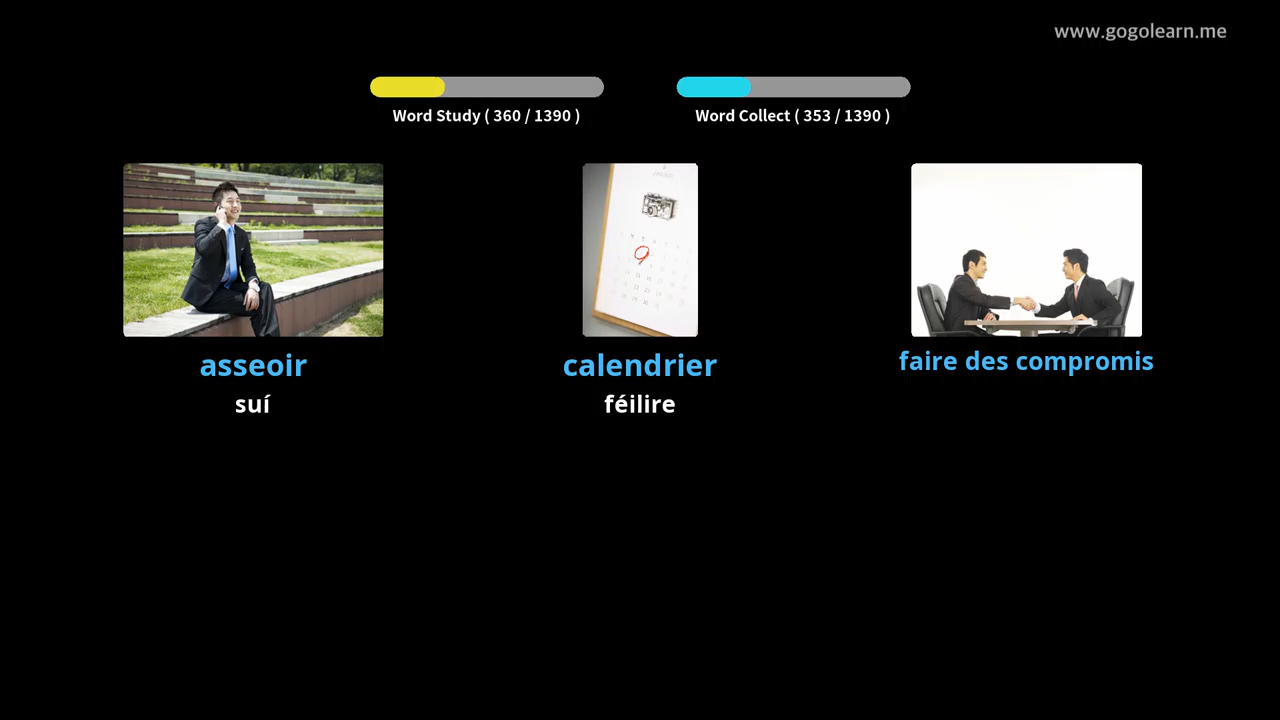 www.gogolearn.me
Word Study ( 360 / 1390 )
Word Collect ( 353 / 1390 )
asseoir
suí
calendrier
féilire
faire des compromis